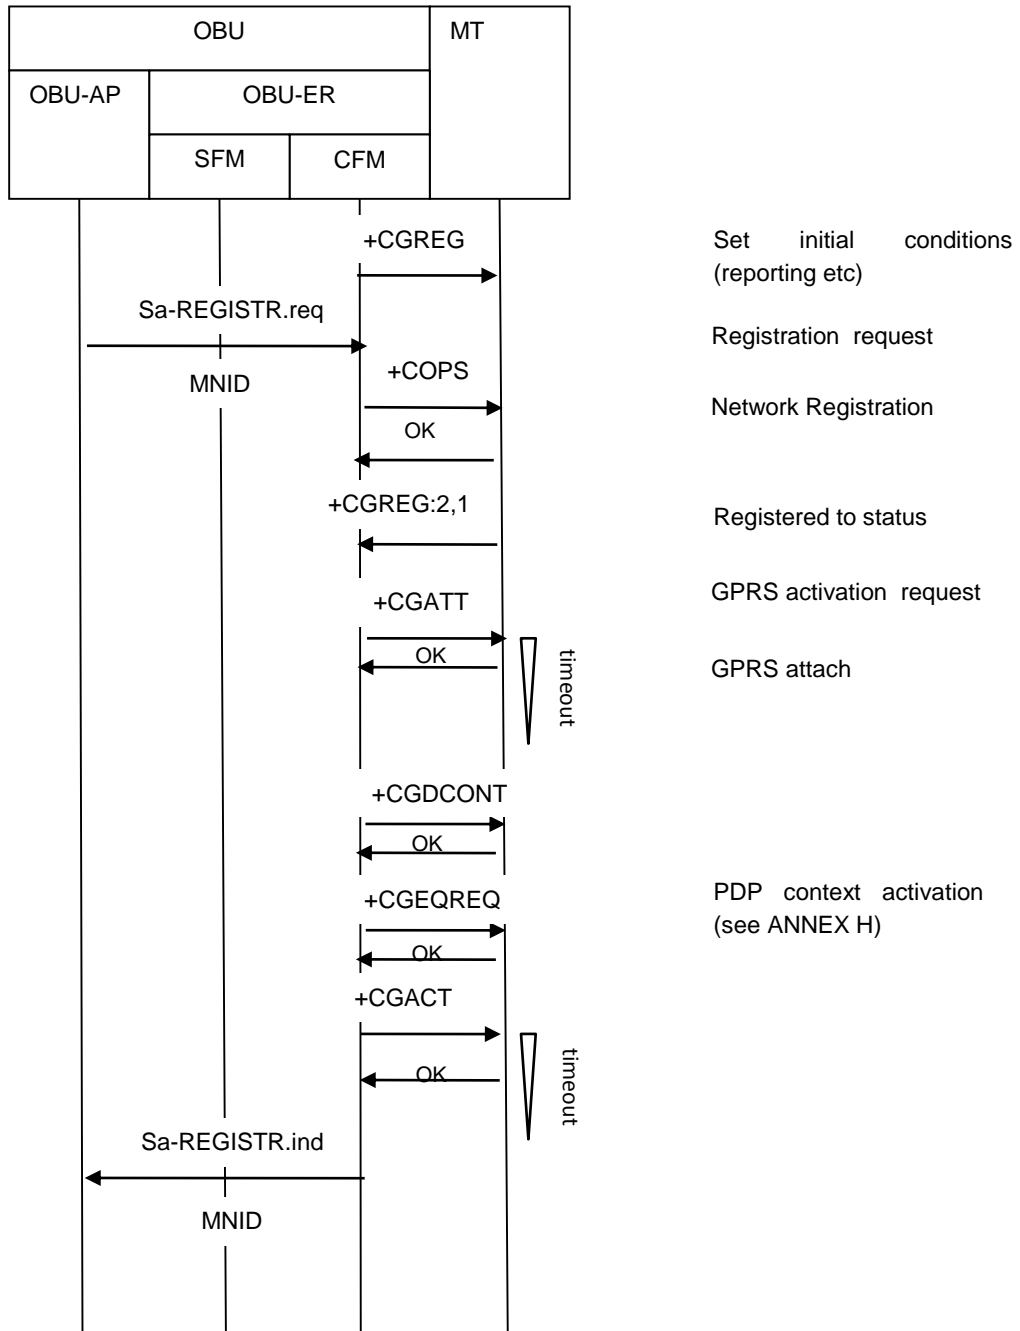 OBU
MT
OBU-AP
OBU-ER
SFM
CFM
+CGREG
Set initial conditions
(reporting etc)
Sa-REGISTR.req
Registration request
MNID
+COPS
Network Registration
OK
+CGREG:2,1
Registered to status
+CGATT
GPRS activation request
OK
timeout
GPRS attach
+CGDCONT
OK
+CGEQREQ
PDP context activation
(see ANNEX H)
OK
+CGACT
OK
timeout
Sa-REGISTR.ind
MNID